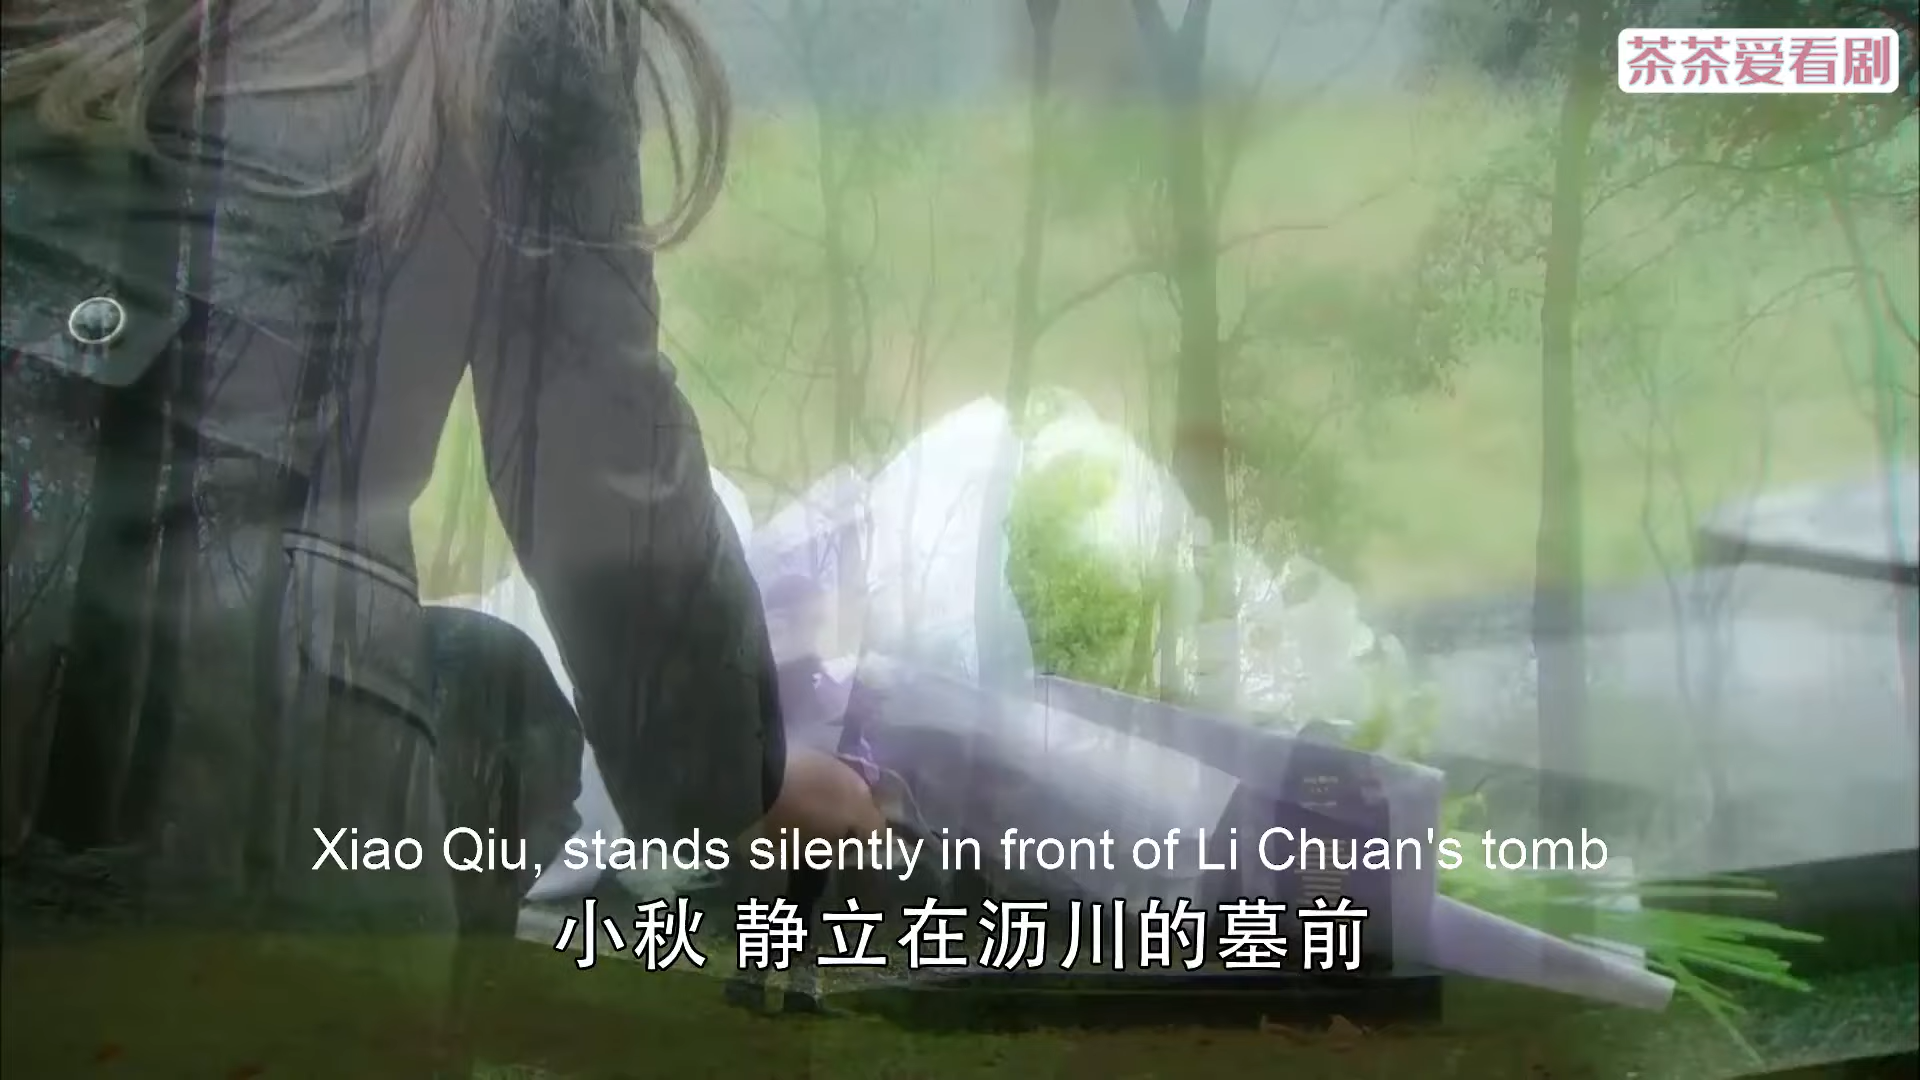 茶茶爱看剧
Xiao Qiu, stands silently in front of Li Chuan's tomb
小秋 静立在沥川的墓前